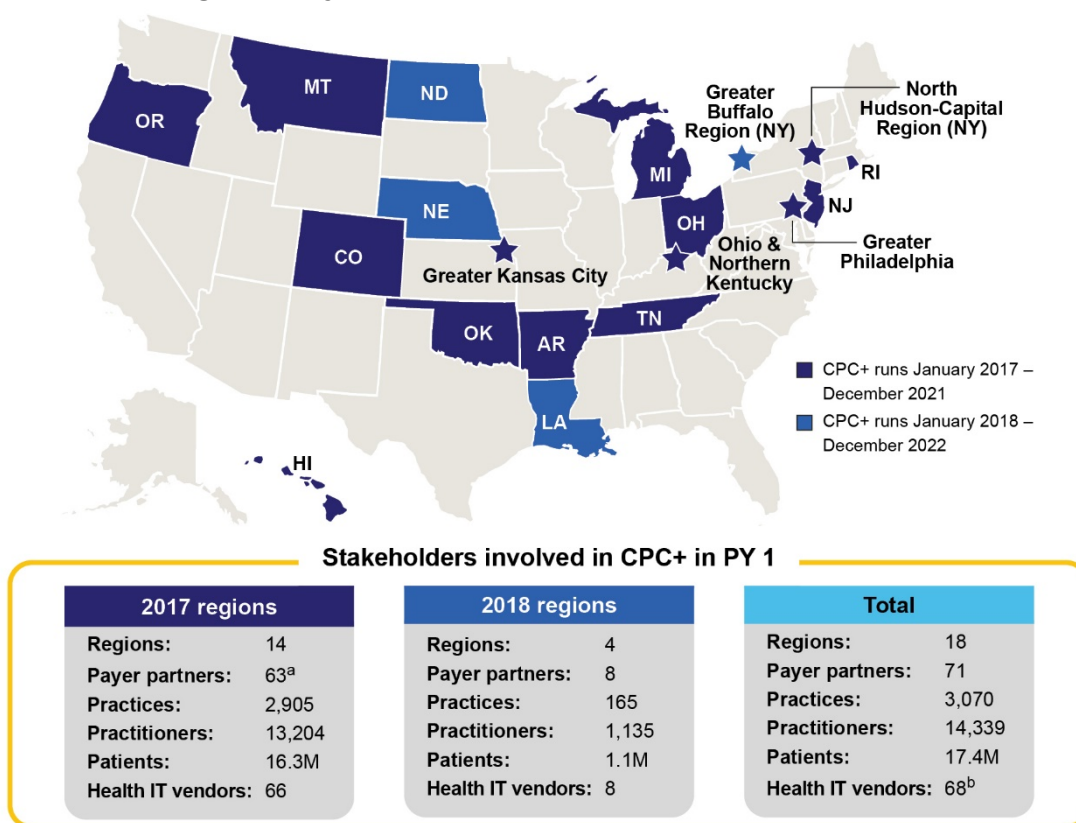 MT
ND
OR
Greater
Buffalo
Region (NY)
North
Hudson-Capital
Region (NY)
MI
RI
NE
OH
NJ
CO
Greater Kansas City
Ohio &
Northern
Kentucky
Greater
Philadelphia
OK
AR
TN
LA
HI
CPC+ runs January 2017 –
December 2021
CPC+ runs January 2018 –
December 2022
Stakeholders involved in CPC+ in PY 1
2017 regions
Regions: 14
Payer partners: 63a
Practices: 2,905
Practitioners: 13,204
Patients: 16.3M
Health IT vendors: 66
2018 regions
Regions: 4
Payer partners: 8
Practices: 165
Practitioners: 1,135
Patients: 1.1M
Health IT vendors: 8
Total
Regions: 18
Payer partners: 71
Practices: 3,070
Practitioners: 14,339
Patients: 17.4M
Health IT vendors: 68b